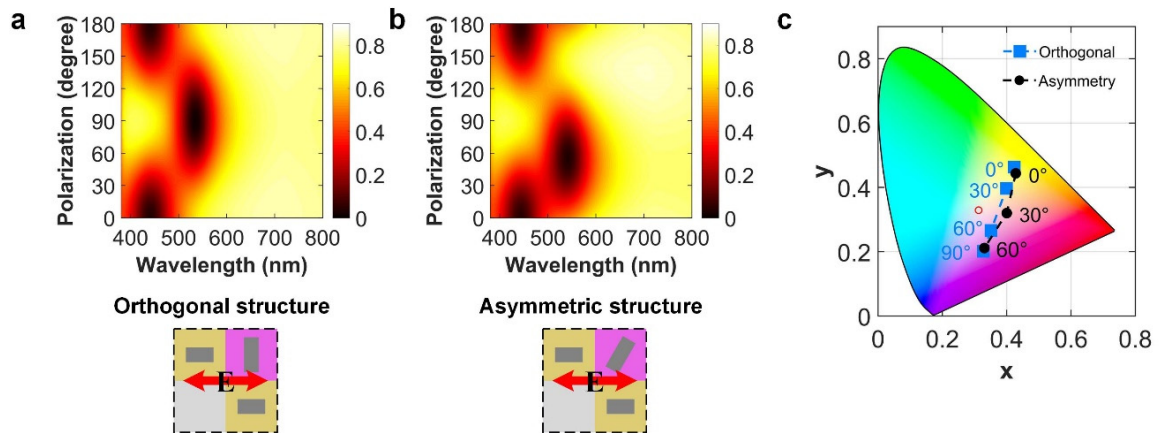 a
180
150
120
90
60
30
0
Polarization (degree)
400 500 600 700 800
Wavelength (nm)
0.8
0.6
0.4
0.2
0
Orthogonal structure
E
b
180
150
120
90
60
30
0
Polarization (degree)
400 500 600 700 800
Wavelength (nm)
0.8
0.6
0.4
0.2
0
Asymmetric structure
E
c
Orthogonal
Asymmetry
0.8
0.6
0.4
0.2
0
y
0° 0°
30° 30°
60° 60°
90°
0 0.2 0.4 0.6 0.8
x